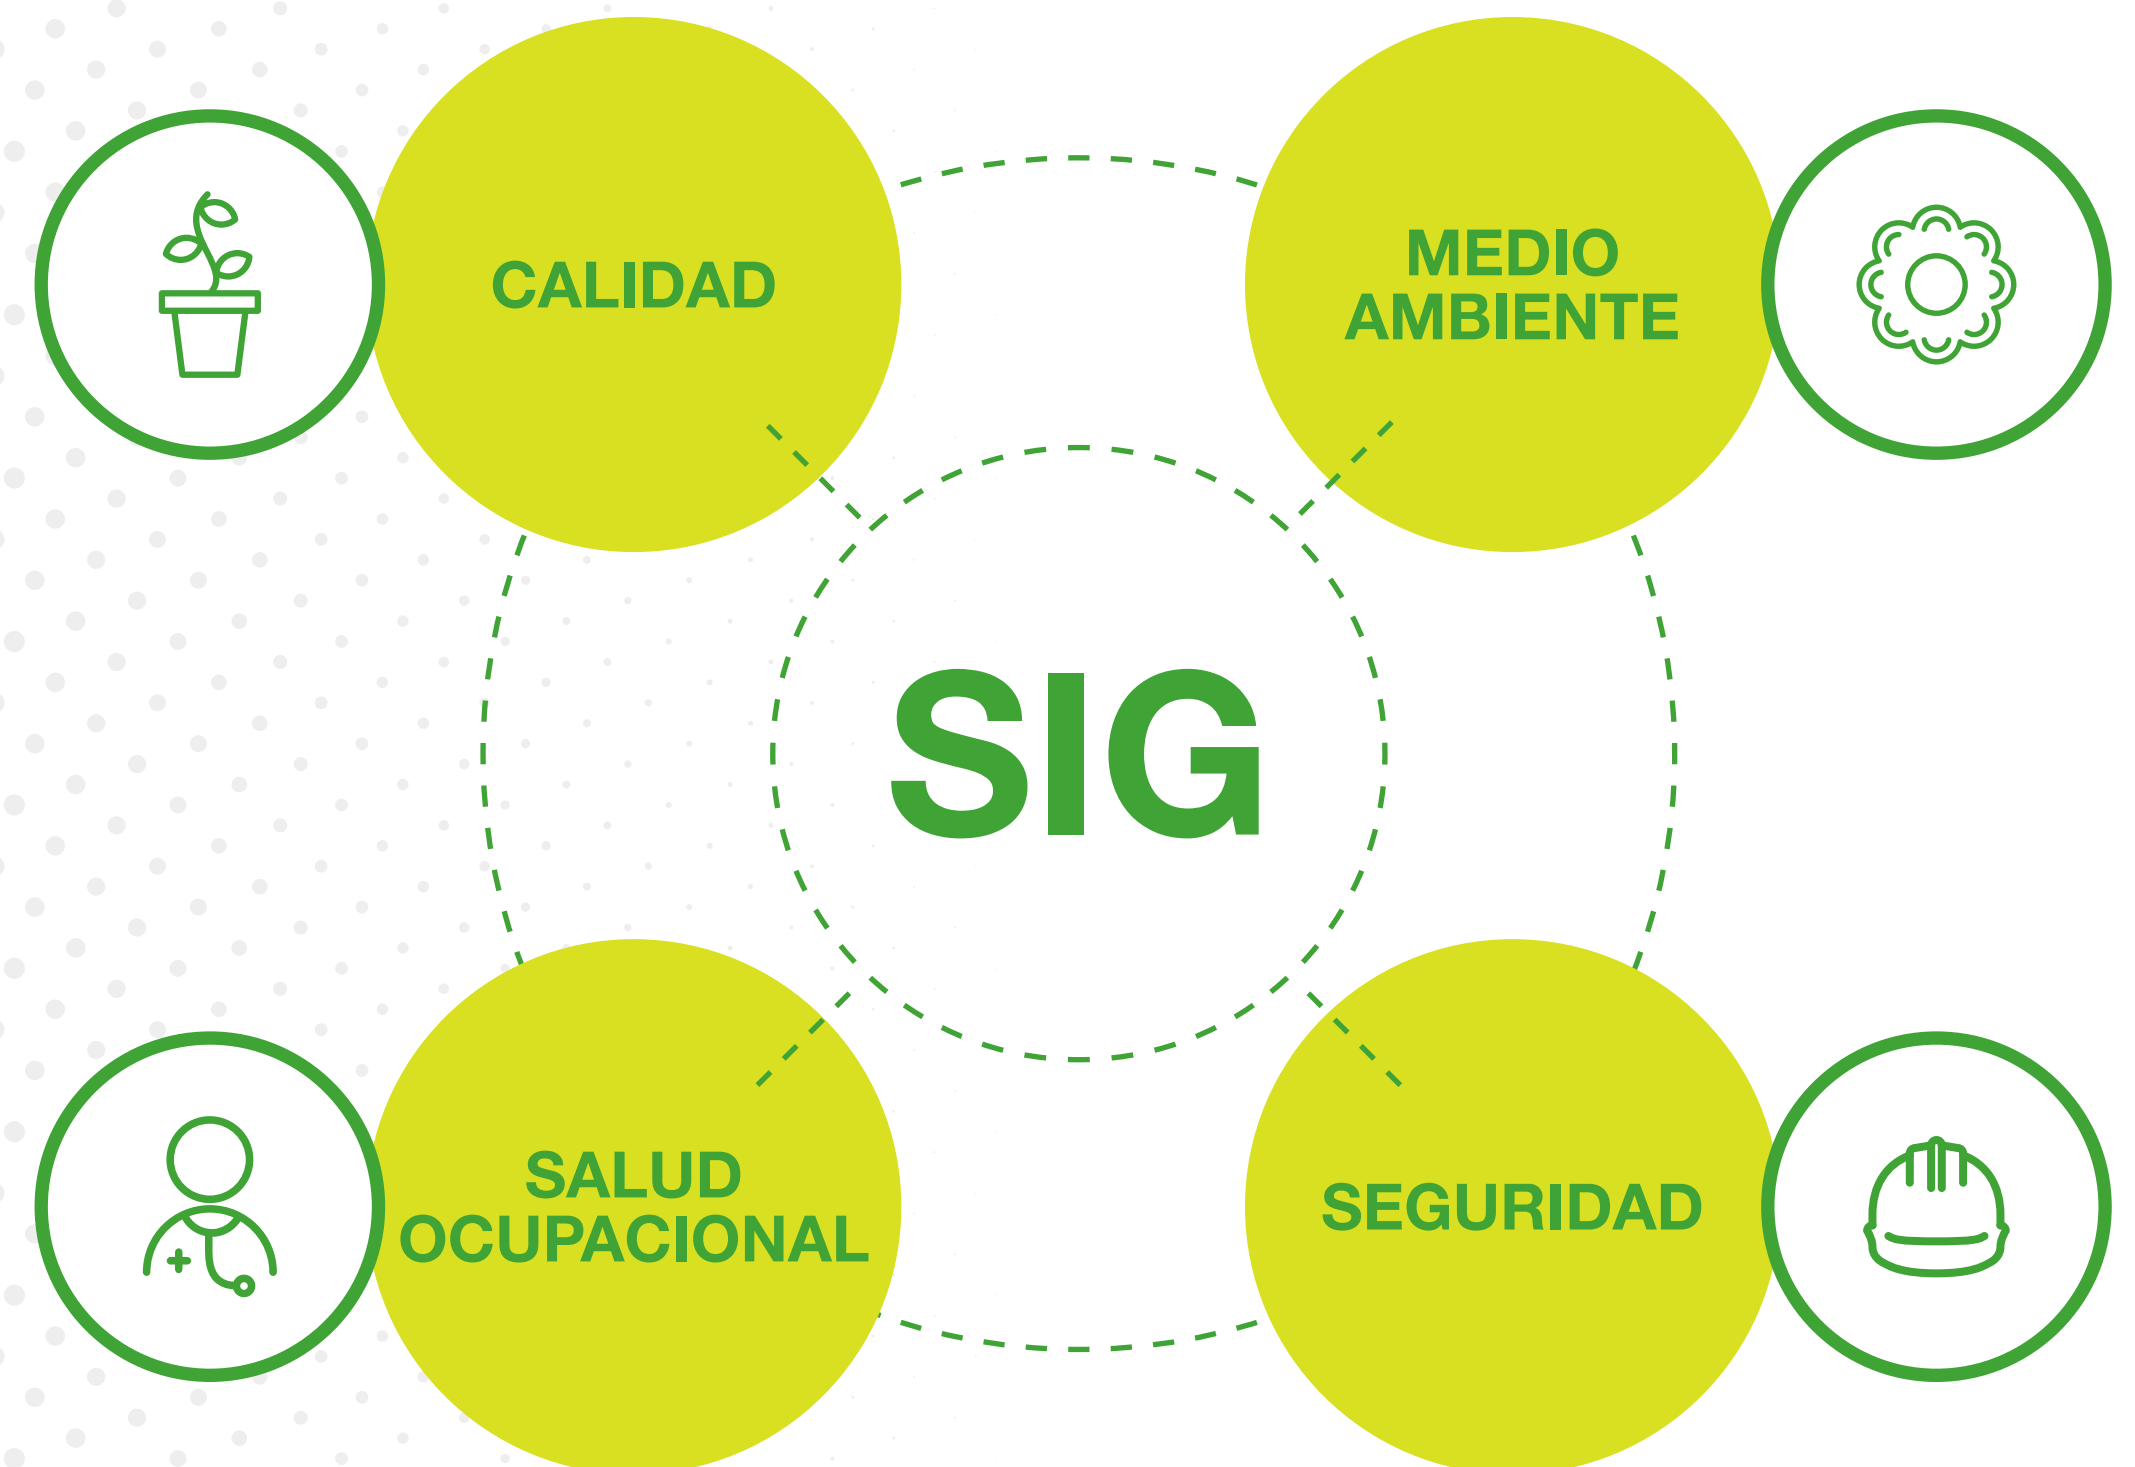 CALIDAD
MEDIO
AMBIENTE
SIG
SALUD
OCUPACIONAL
SEGURIDAD